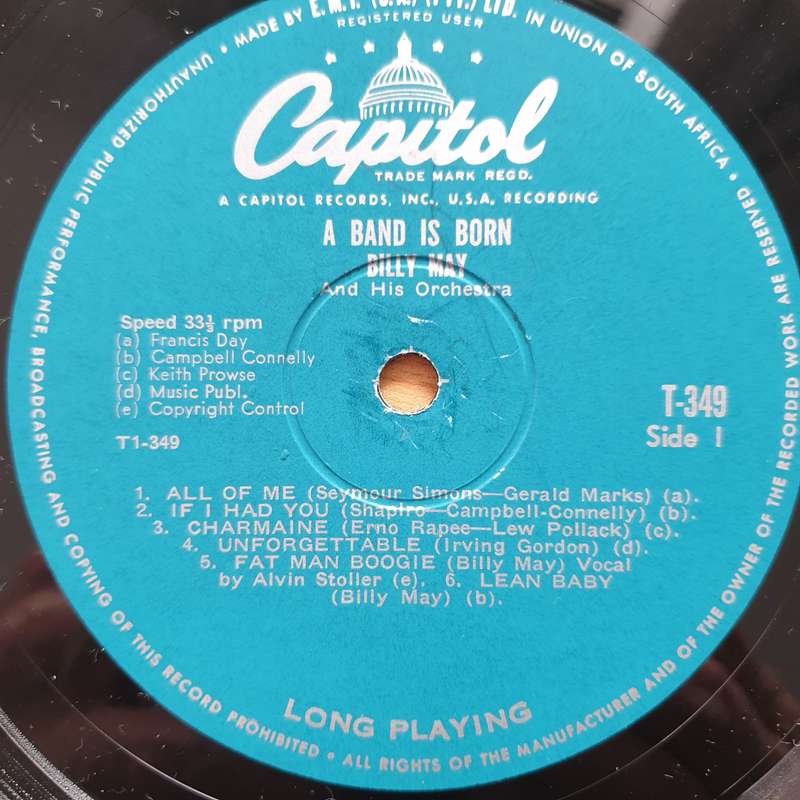 MADE BY E.M.I. (S.A.) (PTY.) LTD. IN UNION OF SOUTH AFRICA •
REGISTERED USER
Capitol
TRADE MARK REGD.
A CAPITOL RECORDS, INC., U.S.A. RECORDING
A BAND IS BORN
BILLY MAY
And His Orchestra
Speed 33⅓ rpm
(a) Francis Day
(b) Campbell Connelly
(c) Keith Prowse
(d) Music Publ.
(e) Copyright Control
T1-349
T-349
Side 1
1. ALL OF ME (Seymour Simons—Gerald Marks) (a).
2. IF I HAD YOU (Shapiro—Campbell-Connelly) (b).
3. CHARMAINE (Erno Rapee—Lew Pollack) (c).
4. UNFORGETTABLE (Irving Gordon) (d).
5. FAT MAN BOOGIE (Billy May) Vocal
by Alvin Stoller (e). 6. LEAN BABY
(Billy May) (b).
LONG PLAYING
UNAUTHORIZED PUBLIC PERFORMANCE, BROADCASTING AND COPYING OF THIS RECORD PROHIBITED • ALL RIGHTS OF THE MANUFACTURER AND OF THE OWNER OF THE RECORDED WORK ARE RESERVED